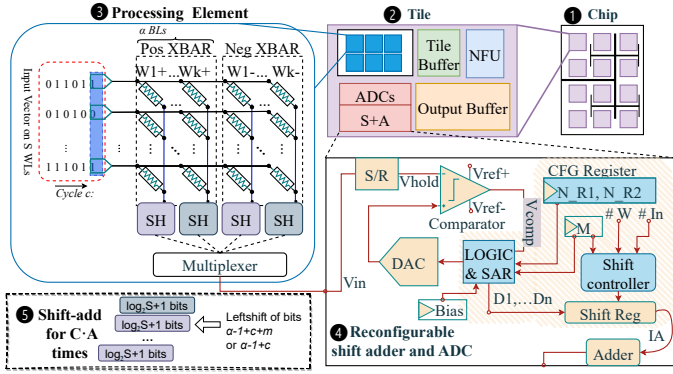 ❸ Processing Element
α BLs
Pos XBAR
Neg XBAR
W1+...Wk+
W1-...Wk-
Input Vector on S WLs
0 1 1 0 1 1
0 1 0 1 0 0
...
1 1 1 0 1 1
Cycle c:
SH
SH
SH
SH
Multiplexer
❷ Tile
Tile
Buffer
NFU
ADCs
S+A
Output Buffer
❶ Chip
S/R
Vhold
Vref+
Vref-
Comparator
Vcomp
CFG Register
N_R1, N_R2
M
# W
# In
DAC
LOGIC
& SAR
Shift
controller
Vin
Bias
D1,...Dn
Shift Reg
IA
Adder
❹ Reconfigurable
shift adder and ADC
❺ Shift-add
for C·A
times
log₂S+1 bits
log₂S+1 bits
...
log₂S+1 bits
Leftshift of bits
α-1+c+m
or α-1+c